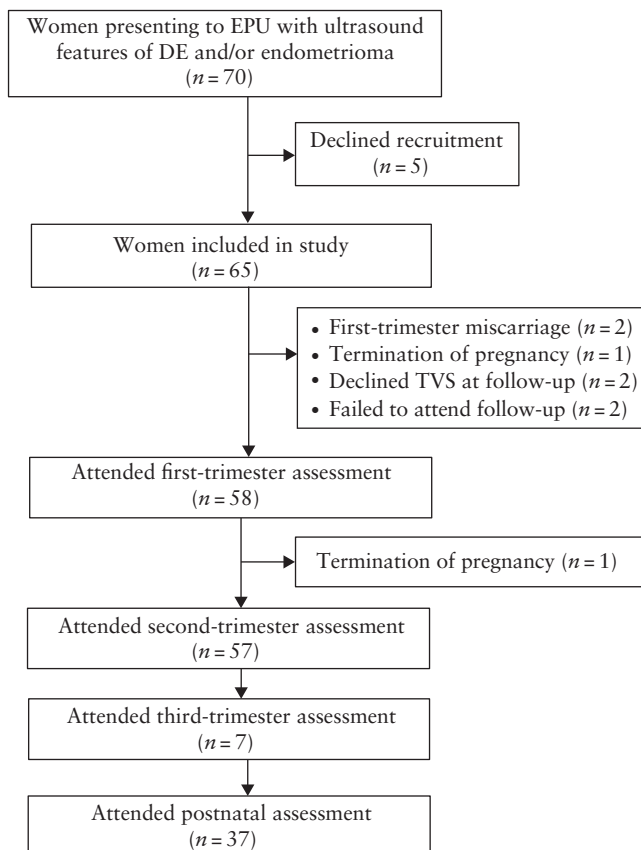 Women presenting to EPU with ultrasound
features of DE and/or endometrioma
(n = 70)
Declined recruitment
(n = 5)
Women included in study
(n = 65)
• First-trimester miscarriage (n = 2)
• Termination of pregnancy (n = 1)
• Declined TVS at follow-up (n = 2)
• Failed to attend follow-up (n = 2)
Attended first-trimester assessment
(n = 58)
Termination of pregnancy (n = 1)
Attended second-trimester assessment
(n = 57)
Attended third-trimester assessment
(n = 7)
Attended postnatal assessment
(n = 37)